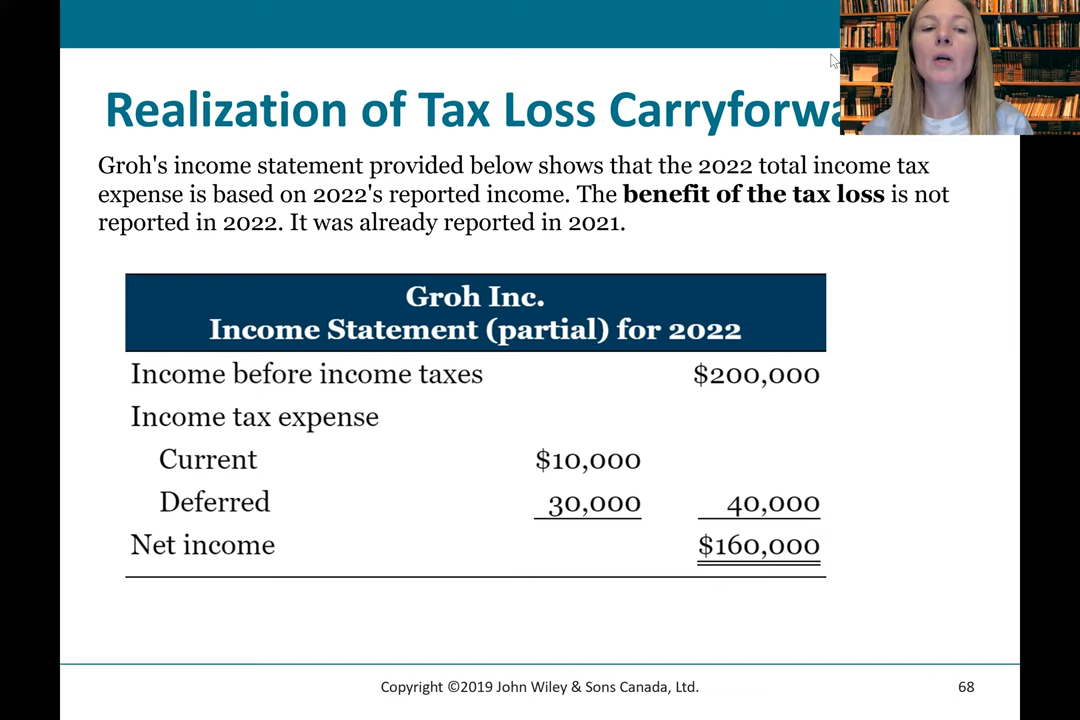 Realization of Tax Loss Carryforwa
Groh's income statement provided below shows that the 2022 total income tax
expense is based on 2022's reported income. The benefit of the tax loss is not
reported in 2022. It was already reported in 2021.
Groh Inc.
Income Statement (partial) for 2022
Income before income taxes $200,000
Income tax expense
Current $10,000
Deferred 30,000 40,000
Net income $160,000
Copyright ©2019 John Wiley & Sons Canada, Ltd. 68